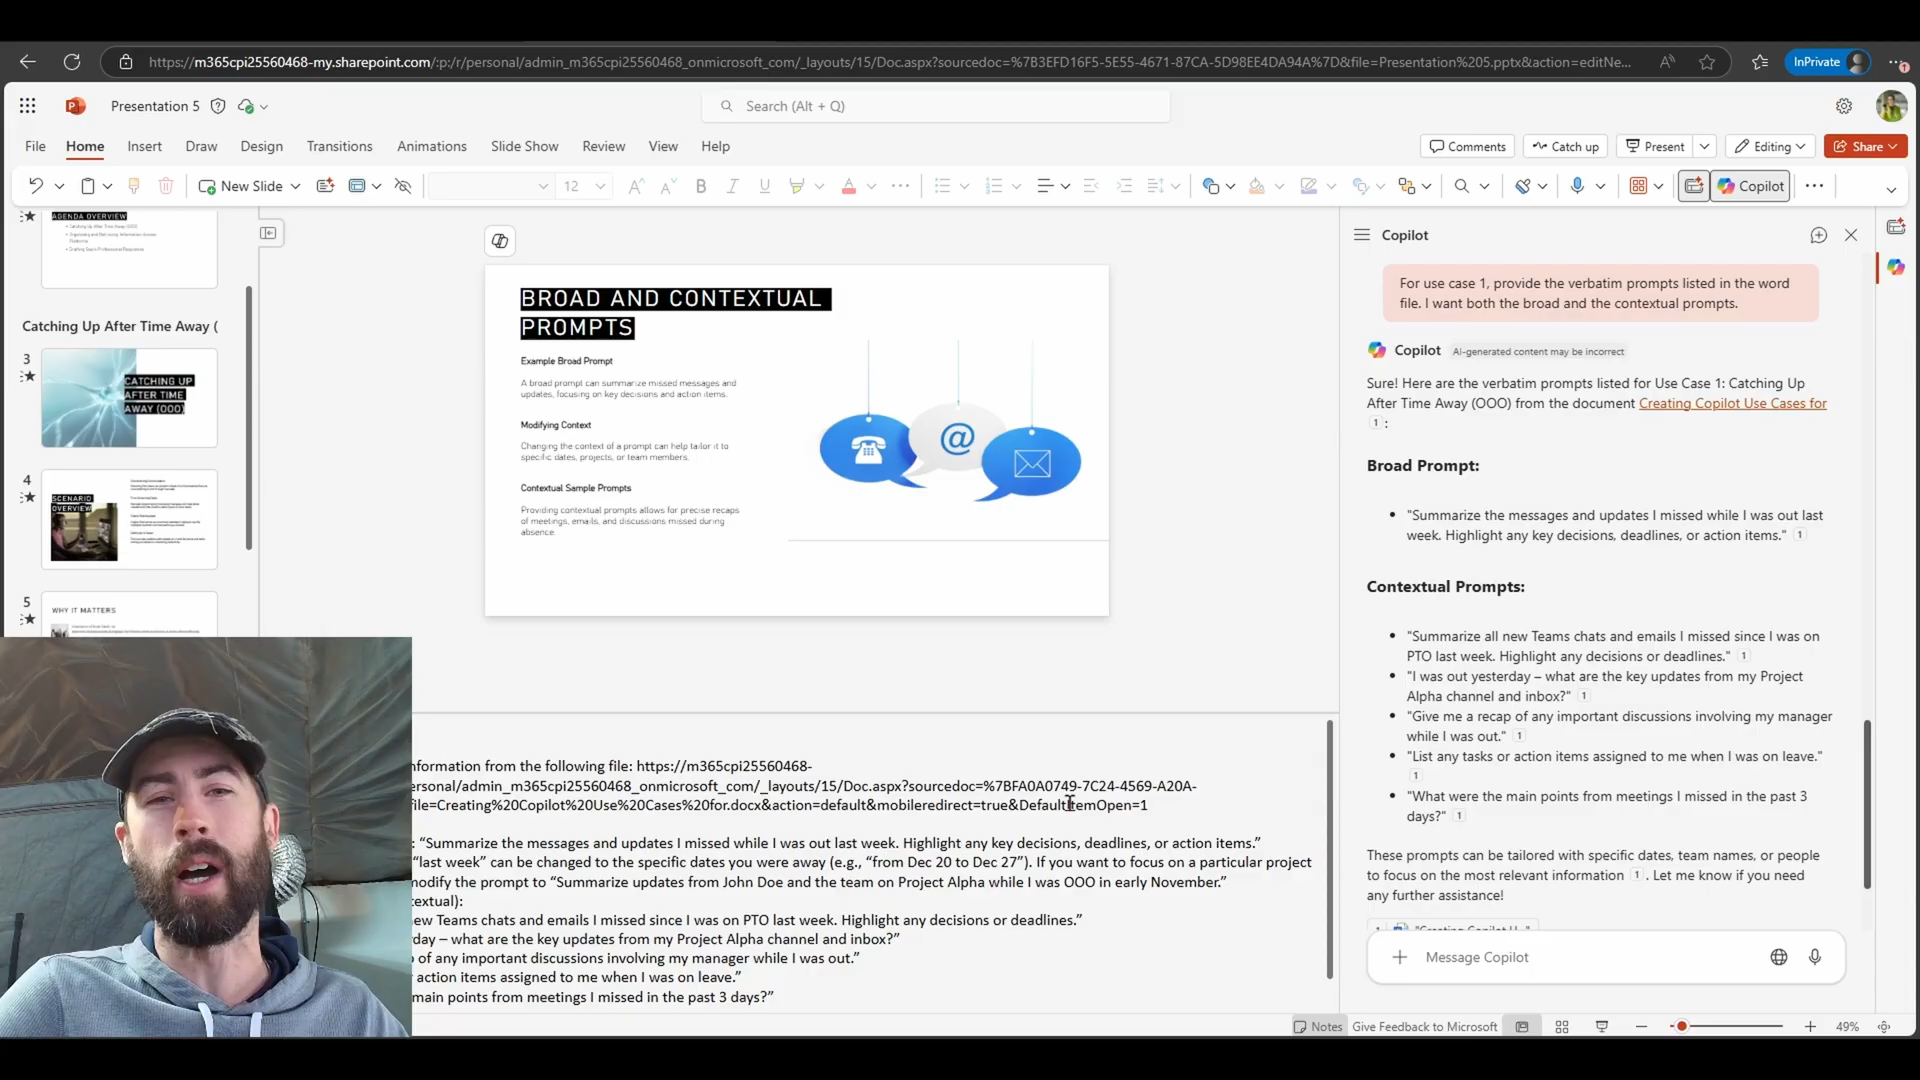 https://m365cpi25560468-my.sharepoint.com/:p:/r/personal/admin_m365cpi25560468_onmicrosoft_com/_layouts/15/Doc.aspx?sourcedoc=%7B3EFD16F5-5E55-4671-87CA-5D98EE4DA94A%7D&file=Presentation%205.pptx&action=editNe...
InPrivate
Presentation 5
Search (Alt + Q)
File Home Insert Draw Design Transitions Animations Slide Show Review View Help
Comments Catch up Present Editing Share
New Slide 12 Copilot
AGENDA OVERVIEW
Catching Up After Time Away (OOO)
Catching Up After Time Away (
3
CATCHING UP
AFTER TIME
AWAY (OOO)
4
SCENARIO
OVERVIEW
5
WHY IT MATTERS
BROAD AND CONTEXTUAL
PROMPTS
Example Broad Prompt
A broad prompt can summarize missed messages and
updates, focusing on key decisions and action items.
Modifying Context
Changing the context of a prompt can help tailor it to
specific dates, projects, or team members.
Contextual Sample Prompts
Providing contextual prompts allows for precise recaps
of meetings, emails, and discussions missed during
absence.
nformation from the following file: https://m365cpi25560468-
ersonal/admin_m365cpi25560468_onmicrosoft_com/_layouts/15/Doc.aspx?sourcedoc=%7BFA0A0749-7C24-4569-A20A-
ile=Creating%20Copilot%20Use%20Cases%20for.docx&action=default&mobileredirect=true&DefaultItemOpen=1
: “Summarize the messages and updates I missed while I was out last week. Highlight any key decisions, deadlines, or action items.”
“last week” can be changed to the specific dates you were away (e.g., “from Dec 20 to Dec 27”). If you want to focus on a particular project
modify the prompt to “Summarize updates from John Doe and the team on Project Alpha while I was OOO in early November.”
extual):
new Teams chats and emails I missed since I was on PTO last week. Highlight any decisions or deadlines.”
day – what are the key updates from my Project Alpha channel and inbox?”
of any important discussions involving my manager while I was out.”
action items assigned to me when I was on leave.”
main points from meetings I missed in the past 3 days?”
Copilot
For use case 1, provide the verbatim prompts listed in the word
file. I want both the broad and the contextual prompts.
Copilot AI-generated content may be incorrect
Sure! Here are the verbatim prompts listed for Use Case 1: Catching Up
After Time Away (OOO) from the document Creating Copilot Use Cases for
1 :
Broad Prompt:
"Summarize the messages and updates I missed while I was out last
week. Highlight any key decisions, deadlines, or action items." 1
Contextual Prompts:
"Summarize all new Teams chats and emails I missed since I was on
PTO last week. Highlight any decisions or deadlines." 1
"I was out yesterday – what are the key updates from my Project
Alpha channel and inbox?" 1
"Give me a recap of any important discussions involving my manager
while I was out." 1
"List any tasks or action items assigned to me when I was on leave."
1
"What were the main points from meetings I missed in the past 3
days?" 1
These prompts can be tailored with specific dates, team names, or people
to focus on the most relevant information 1 . Let me know if you need
any further assistance!
Message Copilot
Notes Give Feedback to Microsoft 49%